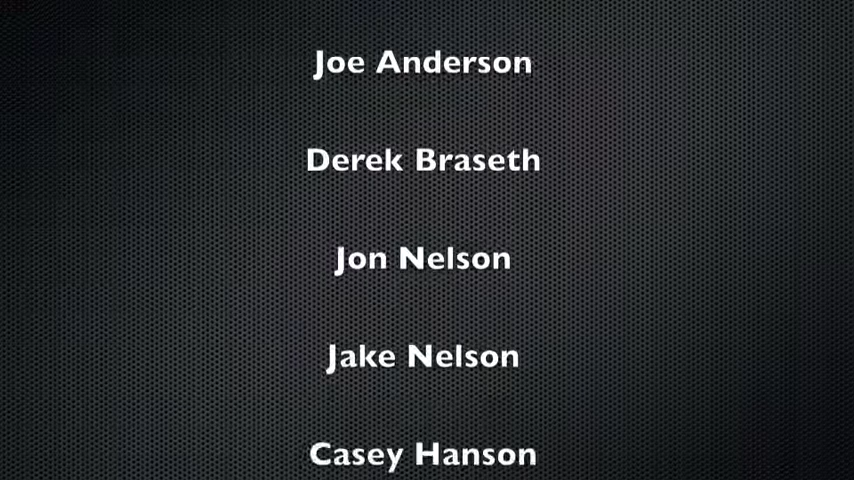 Joe Anderson
Derek Braseth
Jon Nelson
Jake Nelson
Casey Hanson